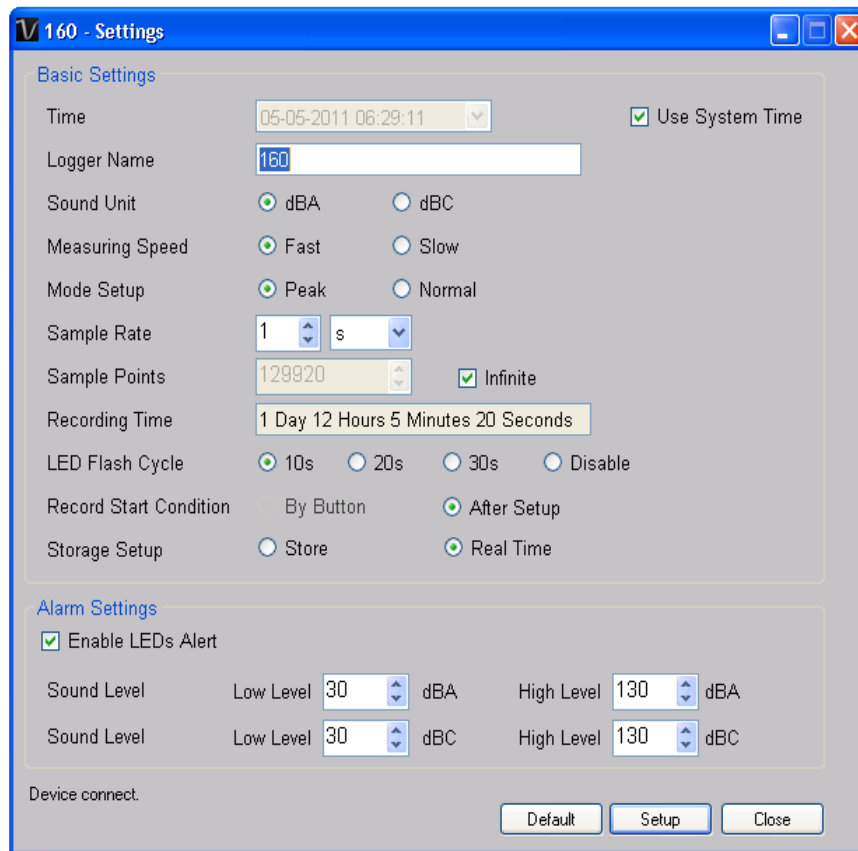 160 - Settings
Basic Settings
Time 05-05-2011 06:29:11 Use System Time
Logger Name 160
Sound Unit dBA dBC
Measuring Speed Fast Slow
Mode Setup Peak Normal
Sample Rate 1 s
Sample Points 129920 Infinite
Recording Time 1 Day 12 Hours 5 Minutes 20 Seconds
LED Flash Cycle 10s 20s 30s Disable
Record Start Condition By Button After Setup
Storage Setup Store Real Time
Alarm Settings
Enable LEDs Alert
Sound Level Low Level 30 dBA High Level 130 dBA
Sound Level Low Level 30 dBC High Level 130 dBC
Device connect.
Default Setup Close